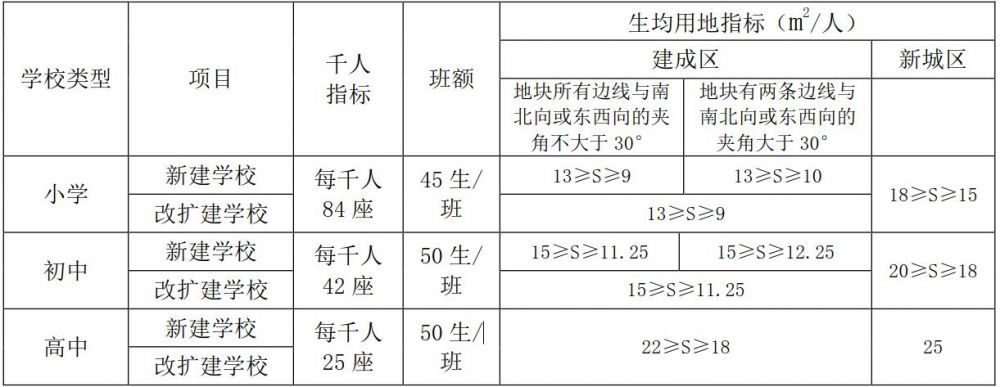 学校类型
项目
千人
指标
班额
生均用地指标（m²/人）
建成区
新城区
地块所有边线与南
北向或东西向的夹
角不大于 30°
地块有两条边线与
南北向或东西向的
夹角大于 30°
小学
新建学校
改扩建学校
每千人
84 座
45 生/
班
13≥S≥9
13≥S≥10
13≥S≥9
18≥S≥15
初中
新建学校
改扩建学校
每千人
42 座
50 生/
班
15≥S≥11.25
15≥S≥12.25
15≥S≥11.25
20≥S≥18
高中
新建学校
改扩建学校
每千人
25 座
50 生/
班
22≥S≥18
25